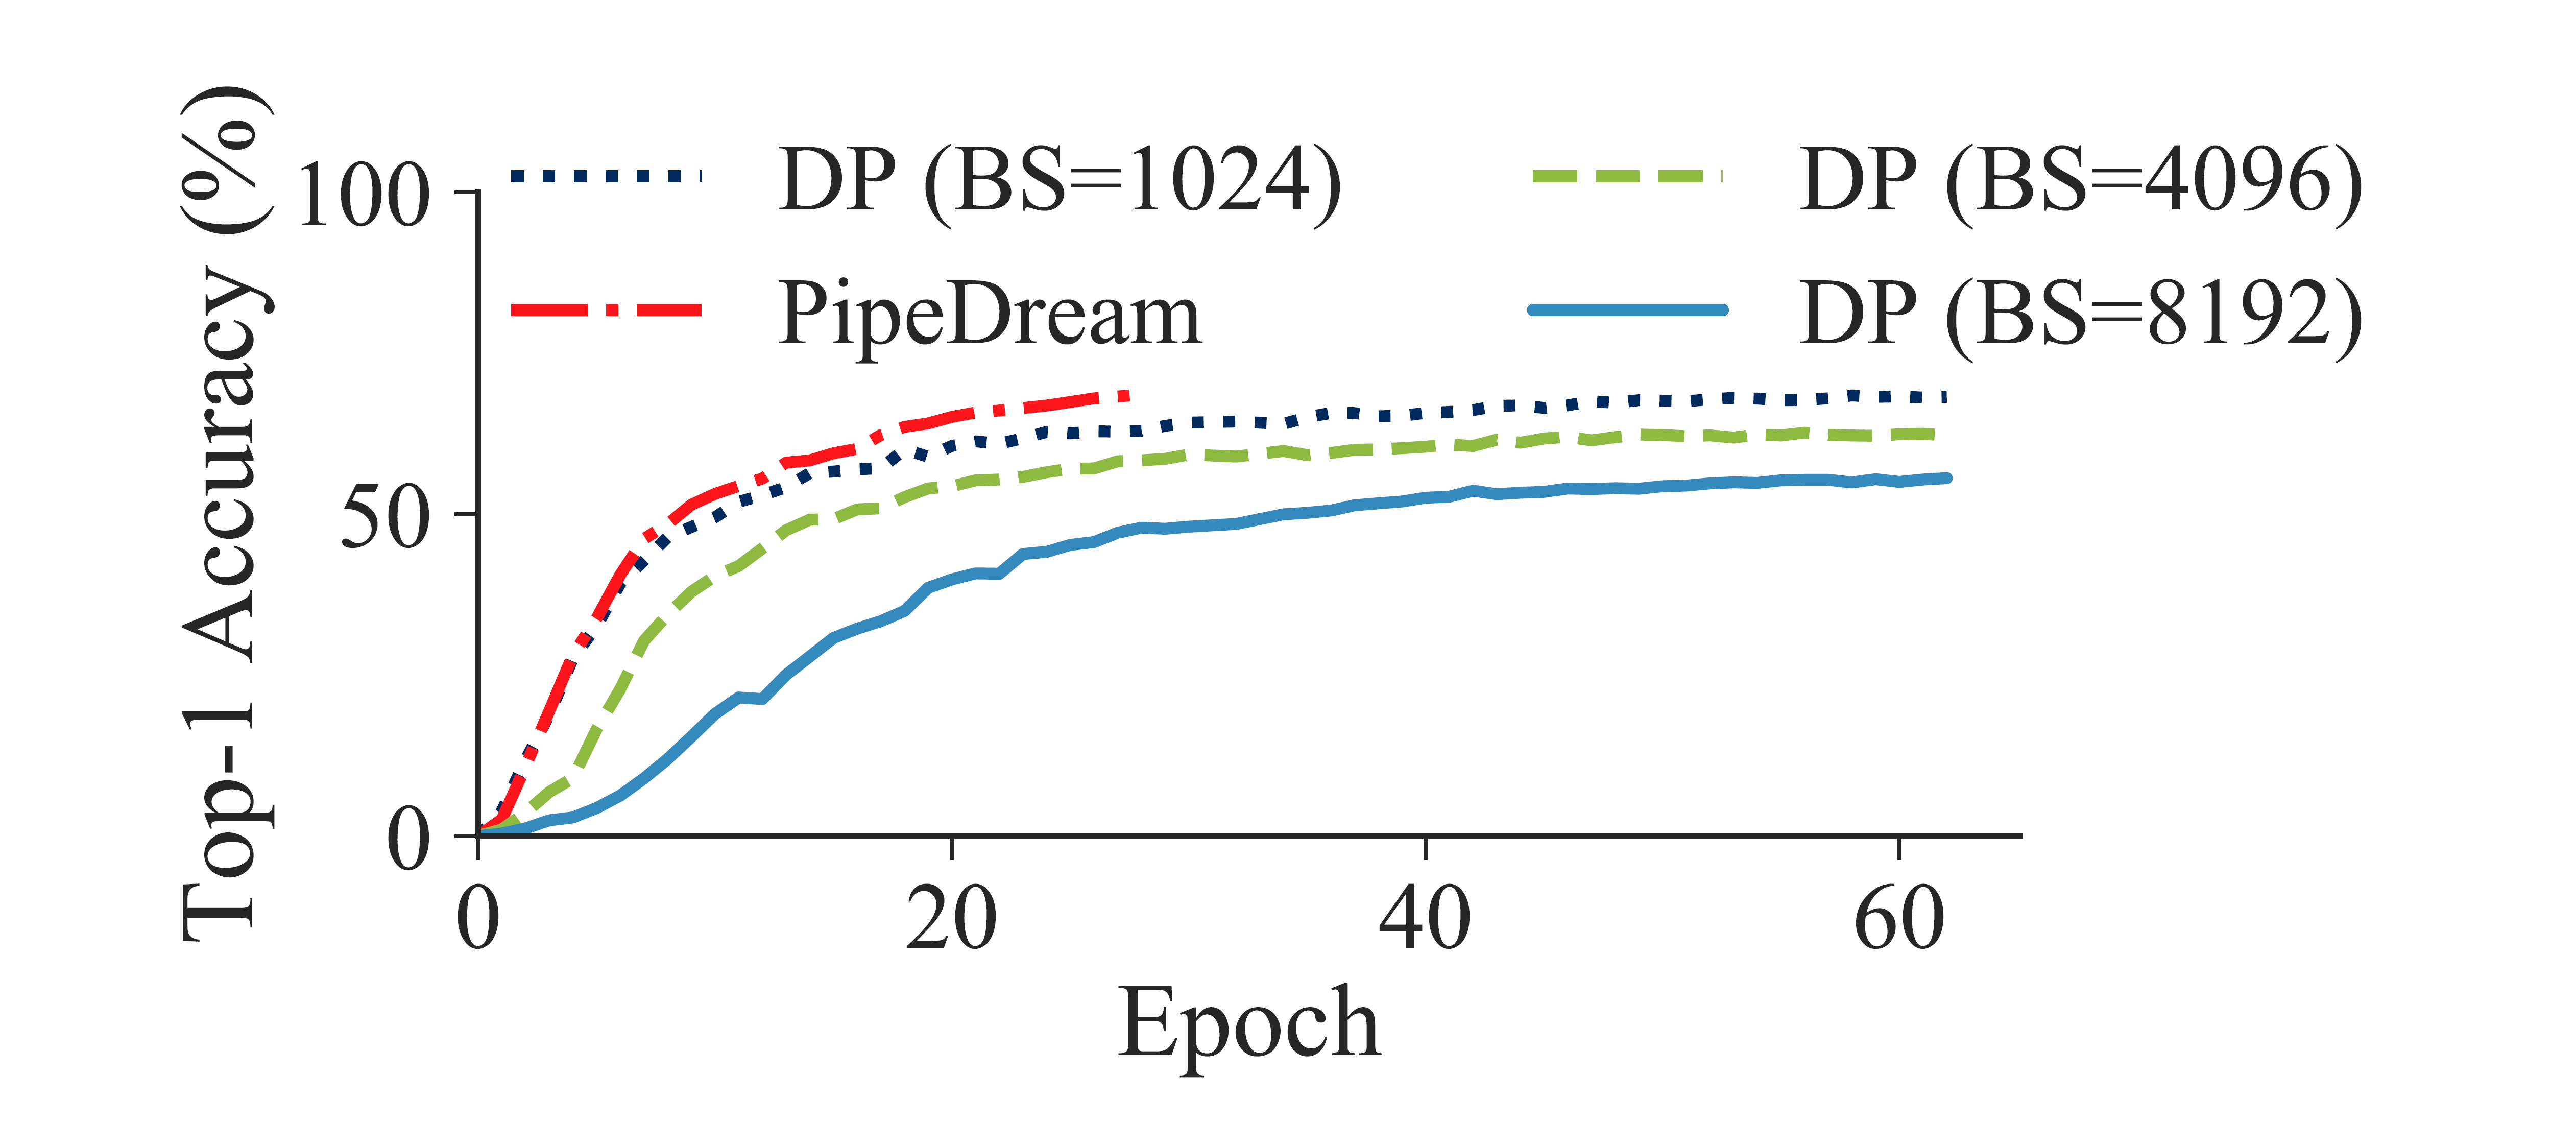 Top-1 Accuracy (%)
100
50
0
DP (BS=1024)
DP (BS=4096)
PipeDream
DP (BS=8192)
0 20 40 60
Epoch